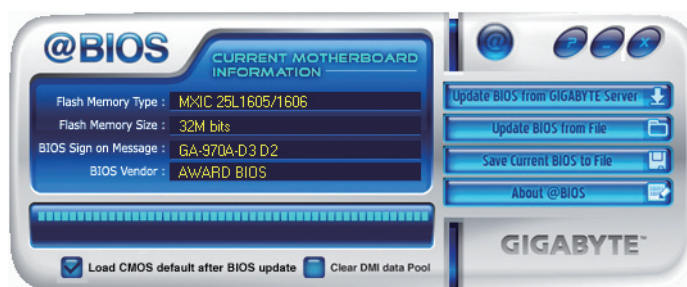 @BIOS
CURRENT MOTHERBOARD
INFORMATION
Flash Memory Type : MXIC 25L1605/1606
Flash Memory Size : 32M bits
BIOS Sign on Message : GA-970A-D3 D2
BIOS Vendor : AWARD BIOS
Load CMOS default after BIOS update
Clear DMI data Pool
@ ? – X
Update BIOS from GIGABYTE Server
Update BIOS from File
Save Current BIOS to File
About @BIOS
GIGABYTE™